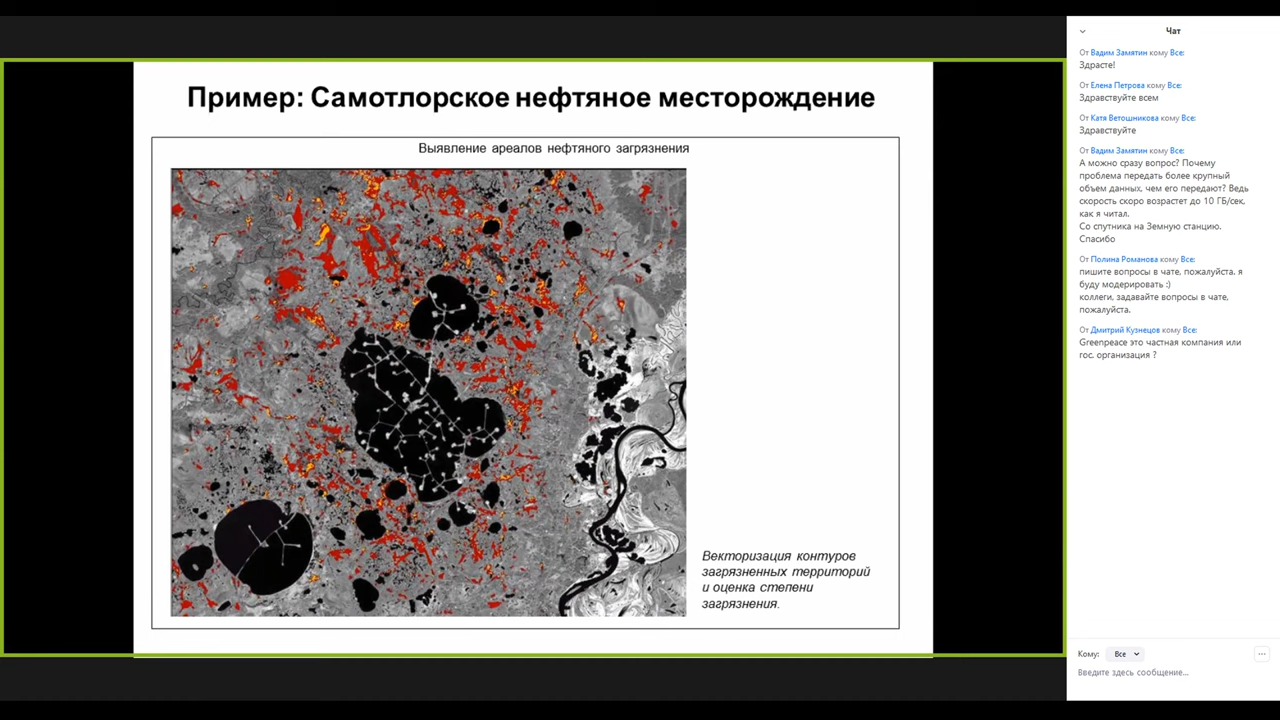 Пример: Самотлорское нефтяное месторождение
Выявление ареалов нефтяного загрязнения
Векторизация контуров
загрязненных территорий
и оценка степени
загрязнения.
Чат
От Вадим Замятин кому Все:
Здрасте!
От Елена Петрова кому Все:
Здравствуйте всем
От Катя Ветошникова кому Все:
Здравствуйте
От Вадим Замятин кому Все:
А можно сразу вопрос? Почему
проблема передать более крупный
объем данных, чем его передают? Ведь
скорость скоро возрастет до 10 ГБ/сек,
как я читал.
Со спутника на Земную станцию.
Спасибо
От Полина Романова кому Все:
пишите вопросы в чате, пожалуйста. я
буду модерировать :)
коллеги, задавайте вопросы в чате,
пожалуйста.
От Дмитрий Кузнецов кому Все:
Greenpeace это частная компания или
гос. организация ?
Кому: Все
Введите здесь сообщение...